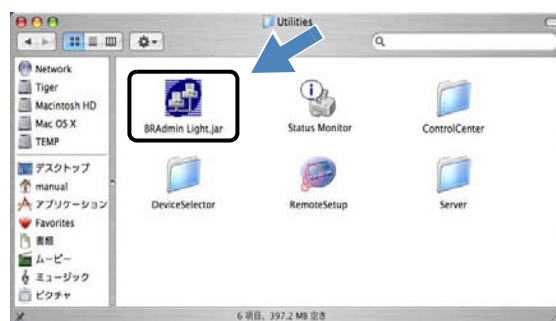 Utilities
Network
Tiger
Macintosh HD
Mac OS X
TEMP
デスクトップ
manual
アプリケーション
Favorites
書類
ムービー
ミュージック
ピクチャ
BRAdmin Light.jar
Status Monitor
ControlCenter
DeviceSelector
RemoteSetup
Server
6 項目、397.2 MB 空き